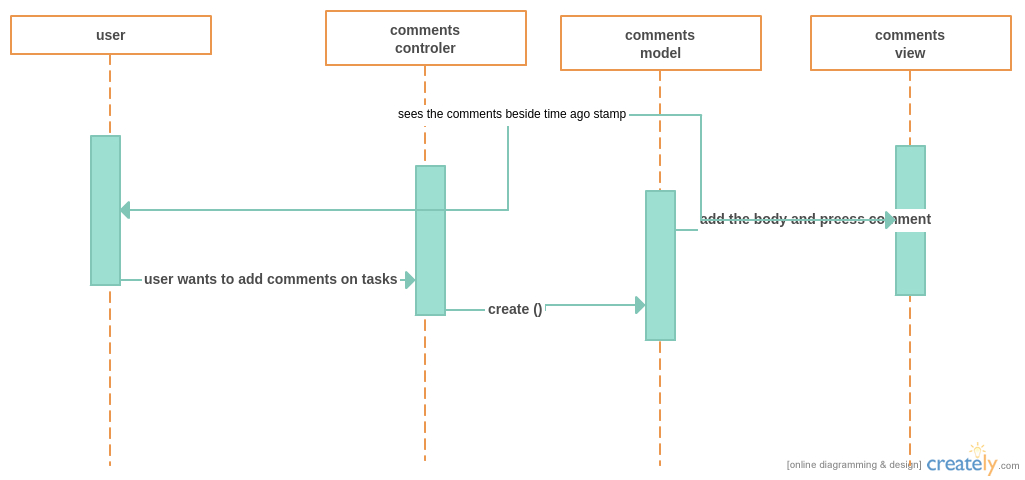 user
comments
controler
comments
model
comments
view
sees the comments beside time ago stamp
add the body and preess comment
user wants to add comments on tasks
create ()
[online diagramming & design] creately.com